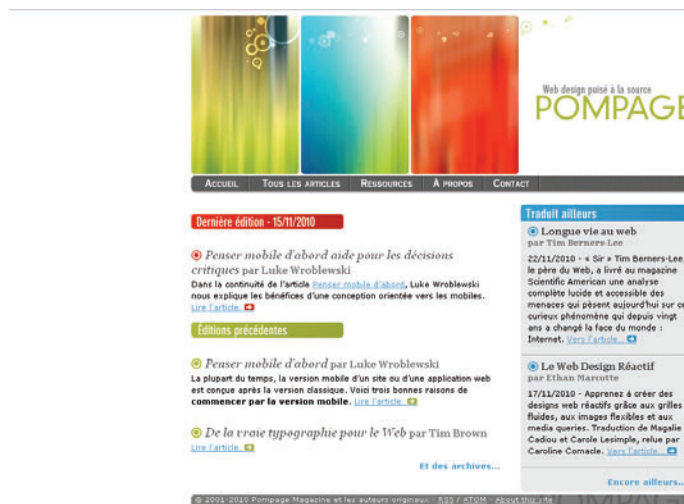 Web design puisé à la source
POMPAGE
ACCUEIL TOUS LES ARTICLES RESSOURCES À PROPOS CONTACT
Dernière édition - 15/11/2010
Penser mobile d'abord aide pour les décisions
critiques par Luke Wroblewski
Dans la continuité de l'article Penser mobile d'abord, Luke Wroblewski
nous explique les bénéfices d'une conception orientée vers les mobiles.
Lire l'article.
Éditions précédentes
Penser mobile d'abord par Luke Wroblewski
La plupart du temps, la version mobile d'un site ou d'une application web
est conçue après la version classique. Voici trois bonnes raisons de
commencer par la version mobile. Lire l'article.
De la vraie typographie pour le Web par Tim Brown
Lire l'article.
Et des archives...
Traduit ailleurs
Longue vie au web
par Tim Berners-Lee
22/11/2010 - « Sir » Tim Berners-Lee,
le père du Web, a livré au magazine
Scientific American une analyse
complète lucide et accessible des
menaces qui pèsent aujourd'hui sur ce
curieux phénomène qui depuis vingt
ans a changé la face du monde :
Internet. Vers l'article...
Le Web Design Réactif
par Ethan Marcotte
17/11/2010 - Apprenez à créer des
designs web réactifs grâce aux grilles
fluides, aux images flexibles et aux
media queries. Traduction de Magalie
Cadiou et Carole Lesimple, relue par
Caroline Comacle. Vers l'article...
Encore ailleurs...
© 2001-2010 Pompage Magazine et les auteurs originaux - RSS / ATOM - About this site